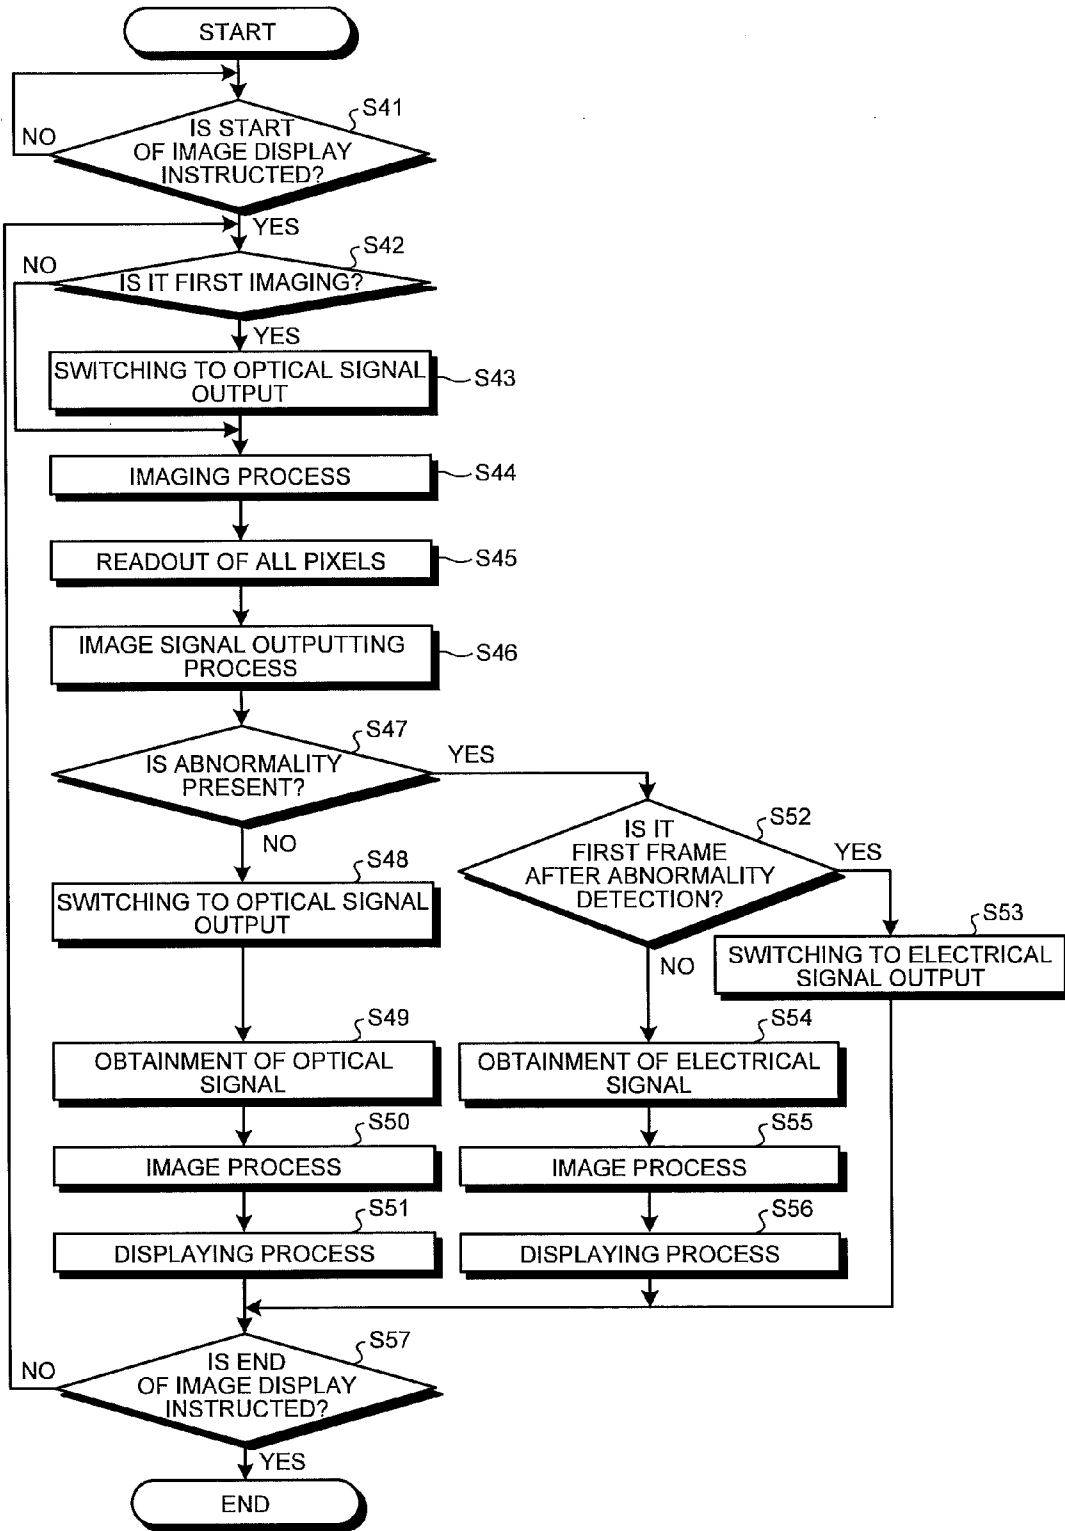 START
S41
IS START
OF IMAGE DISPLAY
INSTRUCTED?
NO
YES
S42
NO
IS IT FIRST IMAGING?
YES
SWITCHING TO OPTICAL SIGNAL
OUTPUT
S43
IMAGING PROCESS
S44
READOUT OF ALL PIXELS
S45
IMAGE SIGNAL OUTPUTTING
PROCESS
S46
S47
IS ABNORMALITY
PRESENT?
YES
NO
S52
IS IT
FIRST FRAME
AFTER ABNORMALITY
DETECTION?
YES
NO
S48
SWITCHING TO OPTICAL SIGNAL
OUTPUT
S53
SWITCHING TO ELECTRICAL
SIGNAL OUTPUT
S49
OBTAINMENT OF OPTICAL
SIGNAL
S54
OBTAINMENT OF ELECTRICAL
SIGNAL
S50
IMAGE PROCESS
S55
IMAGE PROCESS
S51
DISPLAYING PROCESS
S56
DISPLAYING PROCESS
S57
NO
IS END
OF IMAGE DISPLAY
INSTRUCTED?
YES
END